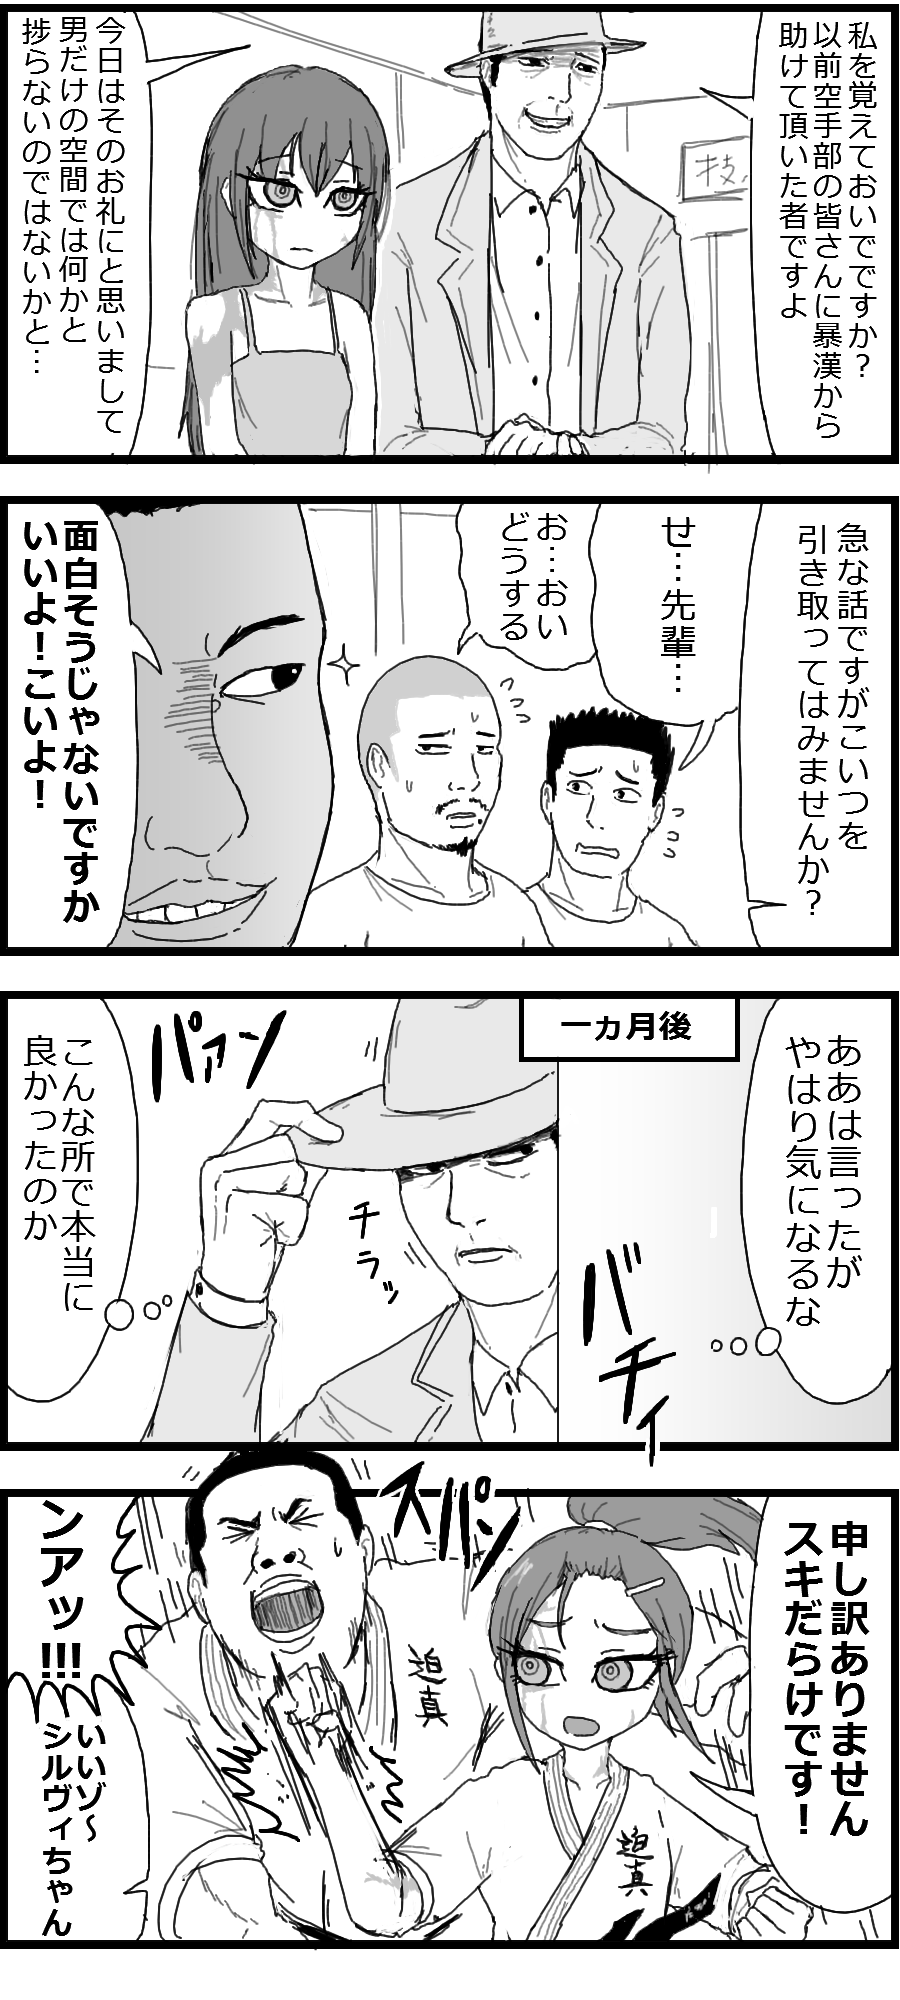 私を覚えておいでですか?
以前空手部の皆さんに暴漢から
助けて頂いた者ですよ
技
今日はそのお礼にと思いまして
男だけの空間では何かと
捗らないのではないかと…
急な話ですがこいつを
引き取ってはみませんか?
せ…先輩…
お…おい
どうする
面白そうじゃないですか
いいよ!こいよ!
一ヵ月後
ああは言ったが
やはり気になるな
バチィ
チラッ
パァン
こんな所で本当に
良かったのか
申し訳ありません
スキだらけです!
スパン
迫真
迫真
ンアッ!!!
いいゾ~
シルヴィちゃん